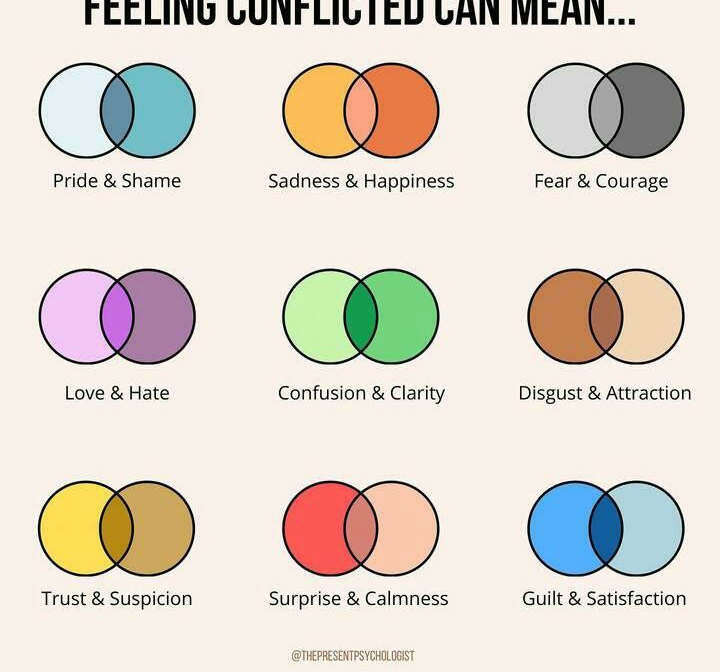 FEELING CONFLICTED CAN MEAN...
Pride & Shame
Sadness & Happiness
Fear & Courage
Love & Hate
Confusion & Clarity
Disgust & Attraction
Trust & Suspicion
Surprise & Calmness
Guilt & Satisfaction
@THEPRESENTPSYCHOLOGIST